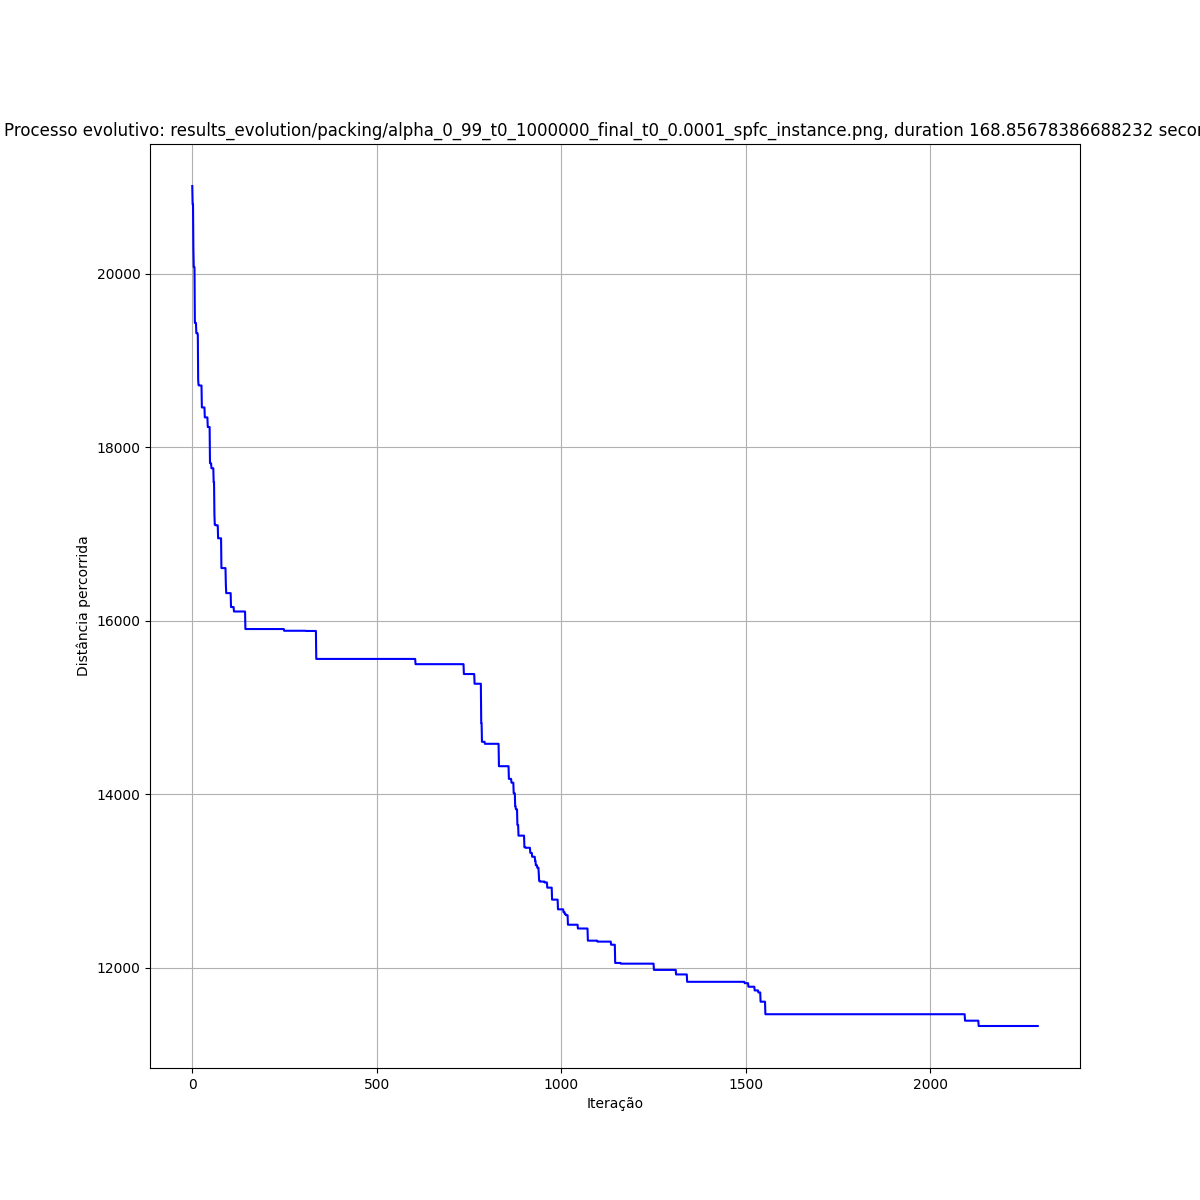 Processo evolutivo: results_evolution/packing/alpha_0_99_t0_1000000_final_t0_0.0001_spfc_instance.png, duration 168.85678386688232
20000
18000
16000
14000
12000
Distância percorrida
0 500 1000 1500 2000
Iteração